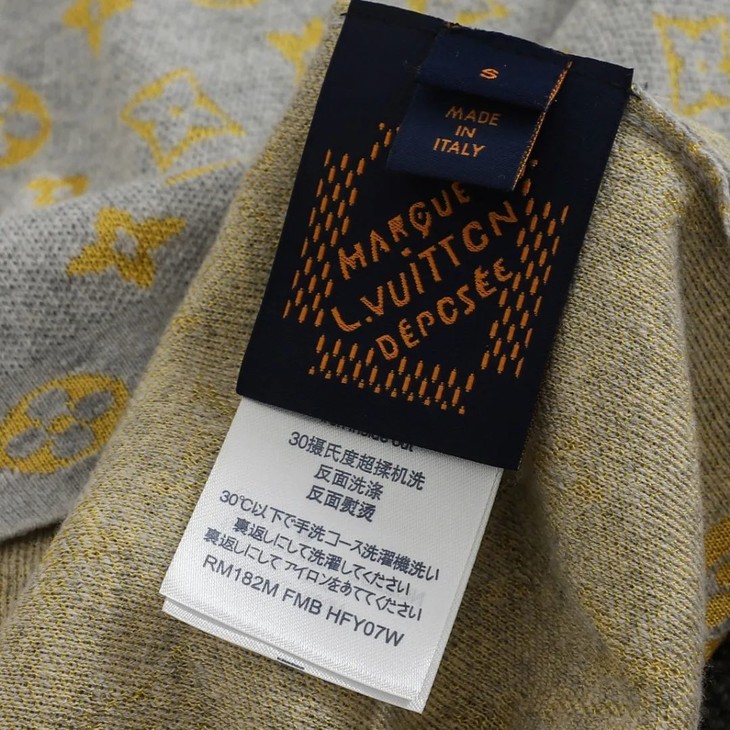 S
MADE
IN
ITALY
MARQUE
L.VUITTON
DÉPOSÉE
inside out
30摄氏度超揉机洗
反面洗涤
反面熨烫
30℃以下で手洗コース洗濯機洗い
裏返しにして洗濯してください
裏返しにして アイロンをあててください
RM182M FMB HFY07W